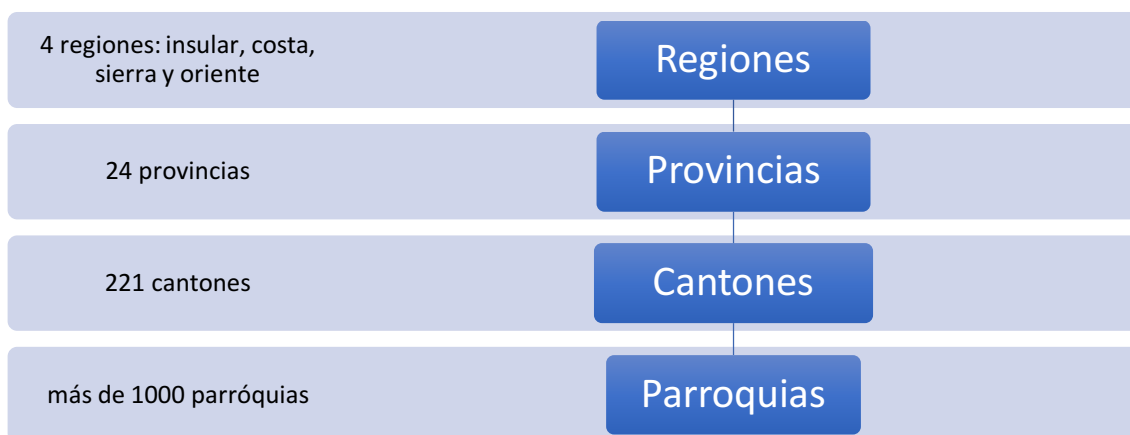 4 regiones: insular, costa,
sierra y oriente
Regiones
24 provincias
Provincias
221 cantones
Cantones
más de 1000 parróquias
Parroquias